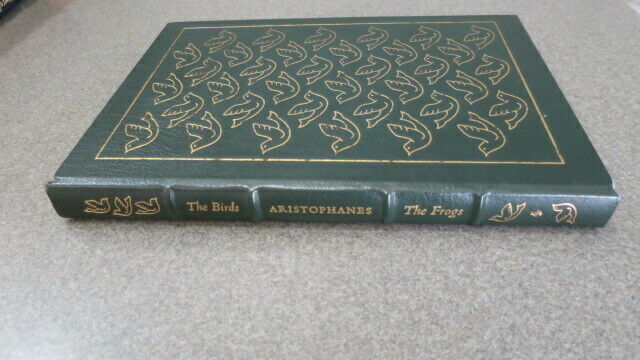 The Birds
ARISTOPHANES
The Frogs